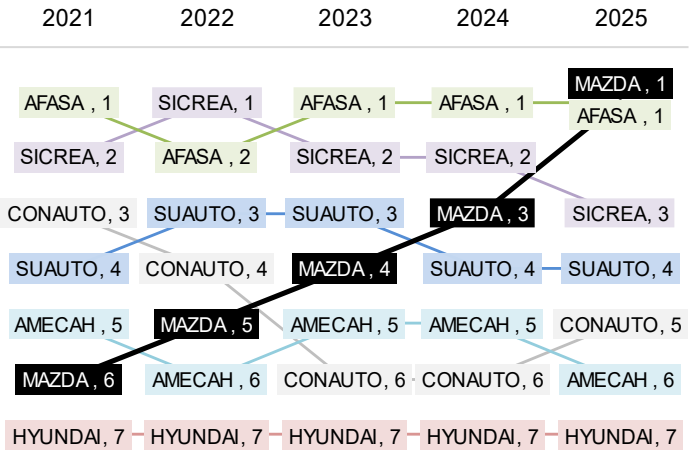 2021 2022 2023 2024 2025
MAZDA , 1
AFASA , 1 SICREA, 1 AFASA , 1 AFASA , 1 AFASA , 1
SICREA, 2 AFASA , 2 SICREA, 2 SICREA, 2
CONAUTO, 3 SUAUTO, 3 SUAUTO, 3 MAZDA , 3 SICREA, 3
SUAUTO, 4 CONAUTO, 4 MAZDA , 4 SUAUTO, 4 SUAUTO, 4
AMECAH , 5 MAZDA , 5 AMECAH , 5 AMECAH , 5 CONAUTO, 5
MAZDA , 6 AMECAH , 6 CONAUTO, 6 CONAUTO, 6 AMECAH , 6
HYUNDAI, 7 HYUNDAI, 7 HYUNDAI, 7 HYUNDAI, 7 HYUNDAI, 7